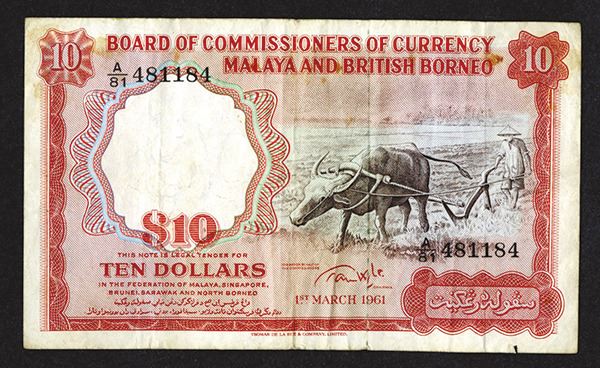 10 BOARD OF COMMISSIONERS OF CURRENCY 10
MALAYA AND BRITISH BORNEO
A/81 481184
$10
THIS NOTE IS LEGAL TENDER FOR
TEN DOLLARS
IN THE FEDERATION OF MALAYA, SINGAPORE,
BRUNEI, SARAWAK AND NORTH BORNEO
A/81 481184
1ST MARCH 1961
سڤوله رڠݢيت
THOMAS DE LA RUE & COMPANY, LIMITED.